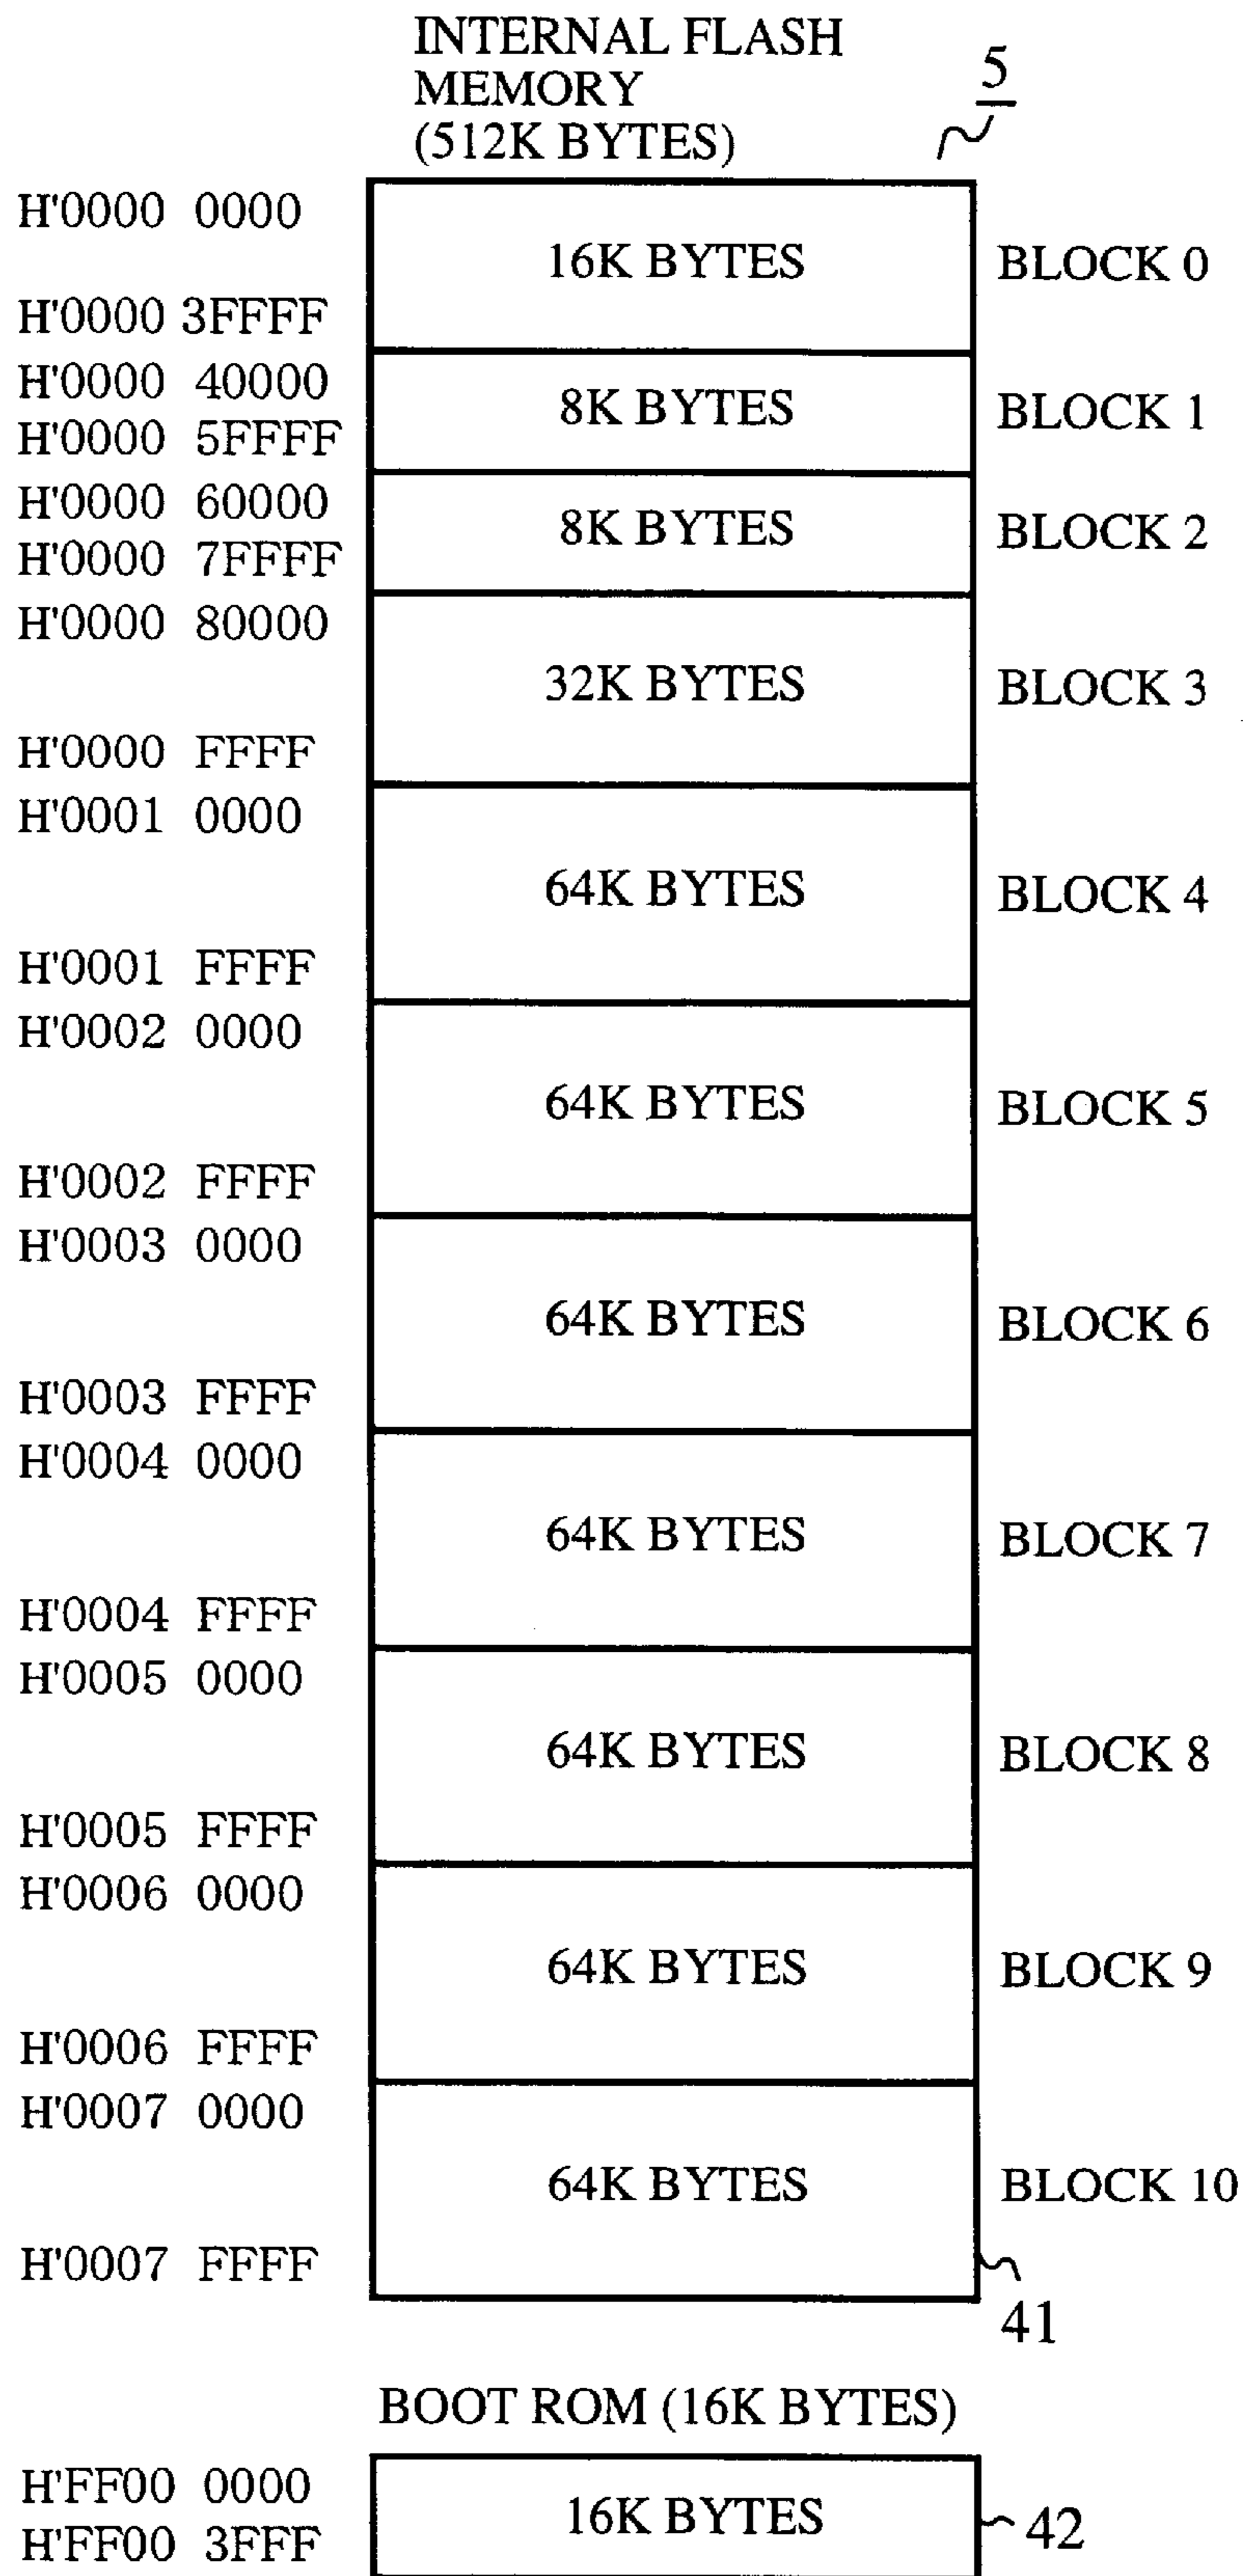 INTERNAL FLASH
MEMORY
(512K BYTES)
5
H'0000 0000
16K BYTES
BLOCK 0
H'0000 3FFFF
H'0000 40000
8K BYTES
BLOCK 1
H'0000 5FFFF
H'0000 60000
8K BYTES
BLOCK 2
H'0000 7FFFF
H'0000 80000
32K BYTES
BLOCK 3
H'0000 FFFF
H'0001 0000
64K BYTES
BLOCK 4
H'0001 FFFF
H'0002 0000
64K BYTES
BLOCK 5
H'0002 FFFF
H'0003 0000
64K BYTES
BLOCK 6
H'0003 FFFF
H'0004 0000
64K BYTES
BLOCK 7
H'0004 FFFF
H'0005 0000
64K BYTES
BLOCK 8
H'0005 FFFF
H'0006 0000
64K BYTES
BLOCK 9
H'0006 FFFF
H'0007 0000
64K BYTES
BLOCK 10
H'0007 FFFF
41
BOOT ROM (16K BYTES)
H'FF00 0000
16K BYTES
42
H'FF00 3FFF